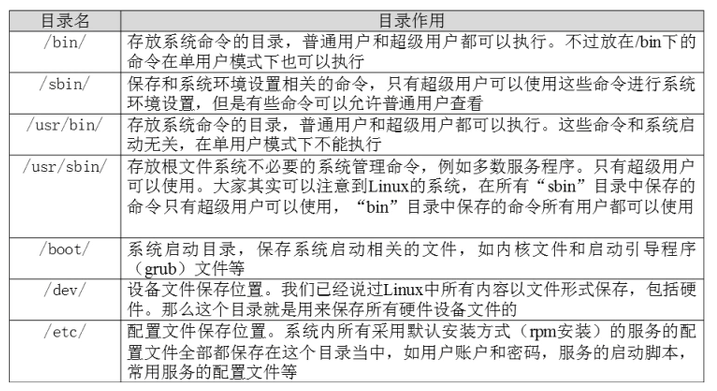 目录名 目录作用
/bin/ 存放系统命令的目录，普通用户和超级用户都可以执行。不过放在/bin下的
命令在单用户模式下也可以执行
/sbin/ 保存和系统环境设置相关的命令，只有超级用户可以使用这些命令进行系统
环境设置，但是有些命令可以允许普通用户查看
/usr/bin/ 存放系统命令的目录，普通用户和超级用户都可以执行。这些命令和系统启
动无关，在单用户模式下不能执行
/usr/sbin/ 存放根文件系统不必要的系统管理命令，例如多数服务程序。只有超级用户
可以使用。大家其实可以注意到Linux的系统，在所有“sbin”目录中保存的
命令只有超级用户可以使用，“bin”目录中保存的命令所有用户都可以使用
/boot/ 系统启动目录，保存系统启动相关的文件，如内核文件和启动引导程序
（grub）文件等
/dev/ 设备文件保存位置。我们已经说过Linux中所有内容以文件形式保存，包括硬
件。那么这个目录就是用来保存所有硬件设备文件的
/etc/ 配置文件保存位置。系统内所有采用默认安装方式（rpm安装）的服务的配
置文件全部都保存在这个目录当中，如用户账户和密码，服务的启动脚本，
常用服务的配置文件等